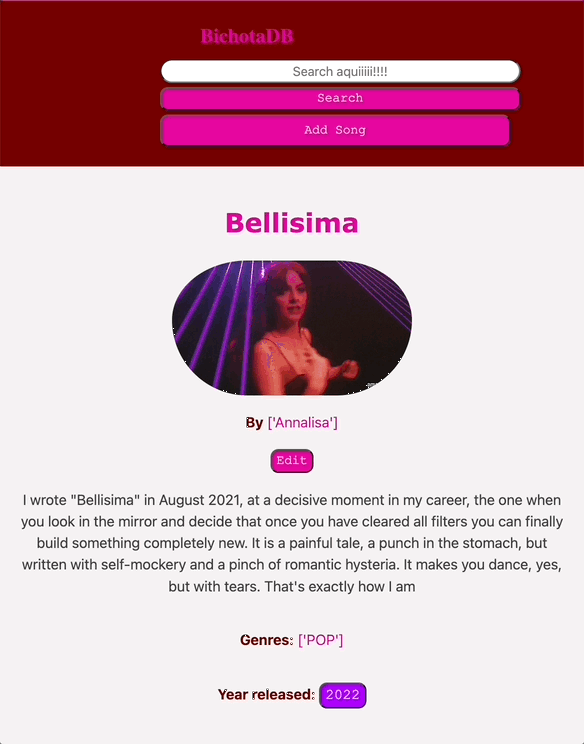 BichotaDB
Search aquiiiii!!!!
Search
Add Song
Bellisima
By ['Annalisa']
Edit
I wrote "Bellisima" in August 2021, at a decisive moment in my career, the one when
you look in the mirror and decide that once you have cleared all filters you can finally
build something completely new. It is a painful tale, a punch in the stomach, but
written with self-mockery and a pinch of romantic hysteria. It makes you dance, yes,
but with tears. That's exactly how I am
Genres: ['POP']
Year released: 2022